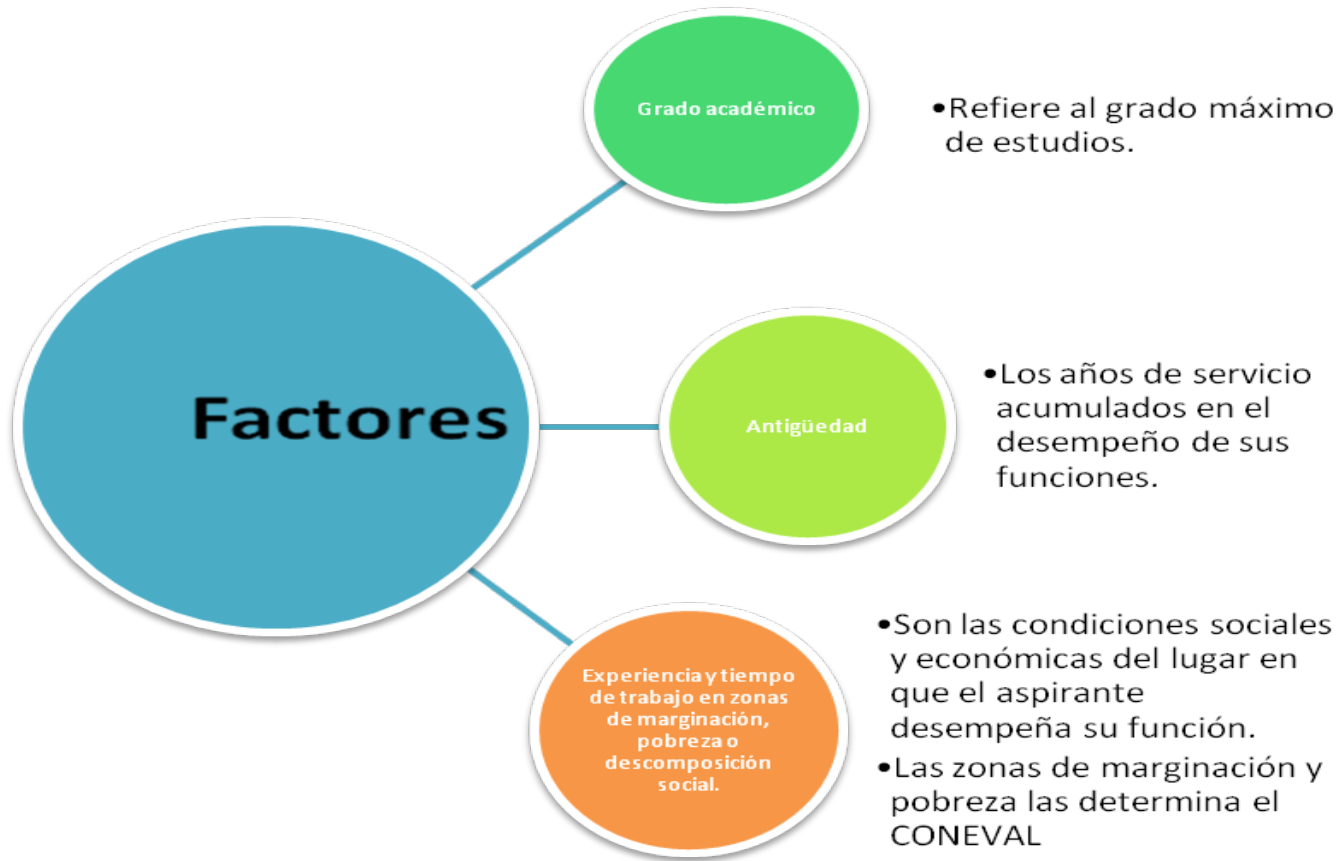 Grado académico
•Refiere al grado máximo
de estudios.
Factores
Antigüedad
•Los años de servicio
acumulados en el
desempeño de sus
funciones.
Experiencia y tiempo
de trabajo en zonas
de marginación,
pobreza o
descomposición
social.
•Son las condiciones sociales
y económicas del lugar en
que el aspirante
desempeña su función.
•Las zonas de marginación y
pobreza las determina el
CONEVAL